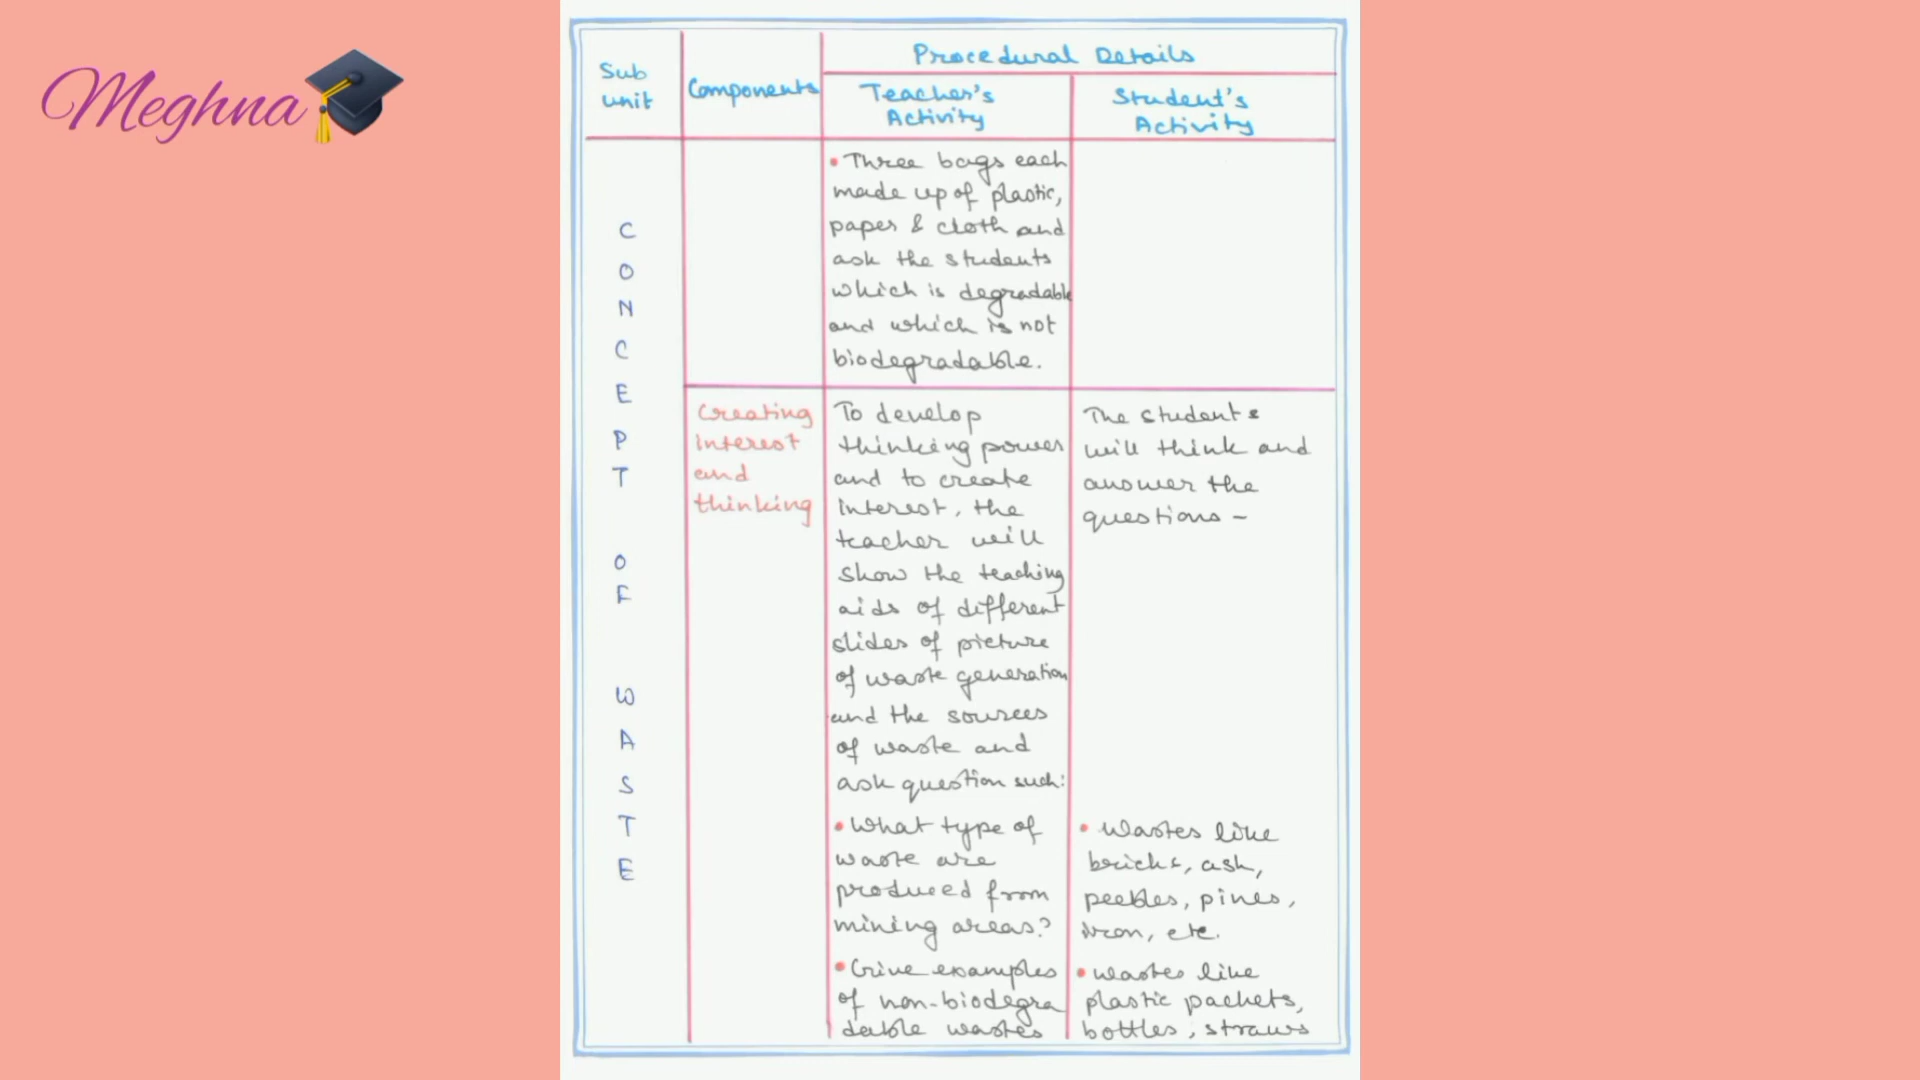 Meghna
Procedural Details
Sub
unit
Components
Teacher's
Activity
Student's
Activity
C
O
N
C
E
P
T
O
F
W
A
S
T
E
• Three bags each
made up of plastic,
paper & cloth and
ask the students
which is degradable
and which is not
biodegradable.
Creating
interest
and
thinking
To develop
thinking power
and to create
interest, the
teacher will
show the teaching
aids of different
slides of picture
of waste generation
and the sources
of waste and
ask question such:
• What type of
waste are
produced from
mining areas?
• Give examples
of non-biodegra
dable wastes
The students
will think and
answer the
questions –
• Wastes like
bricks, ash,
peebles, pines,
iron, etc.
• Wastes like
plastic packets,
bottles, straws